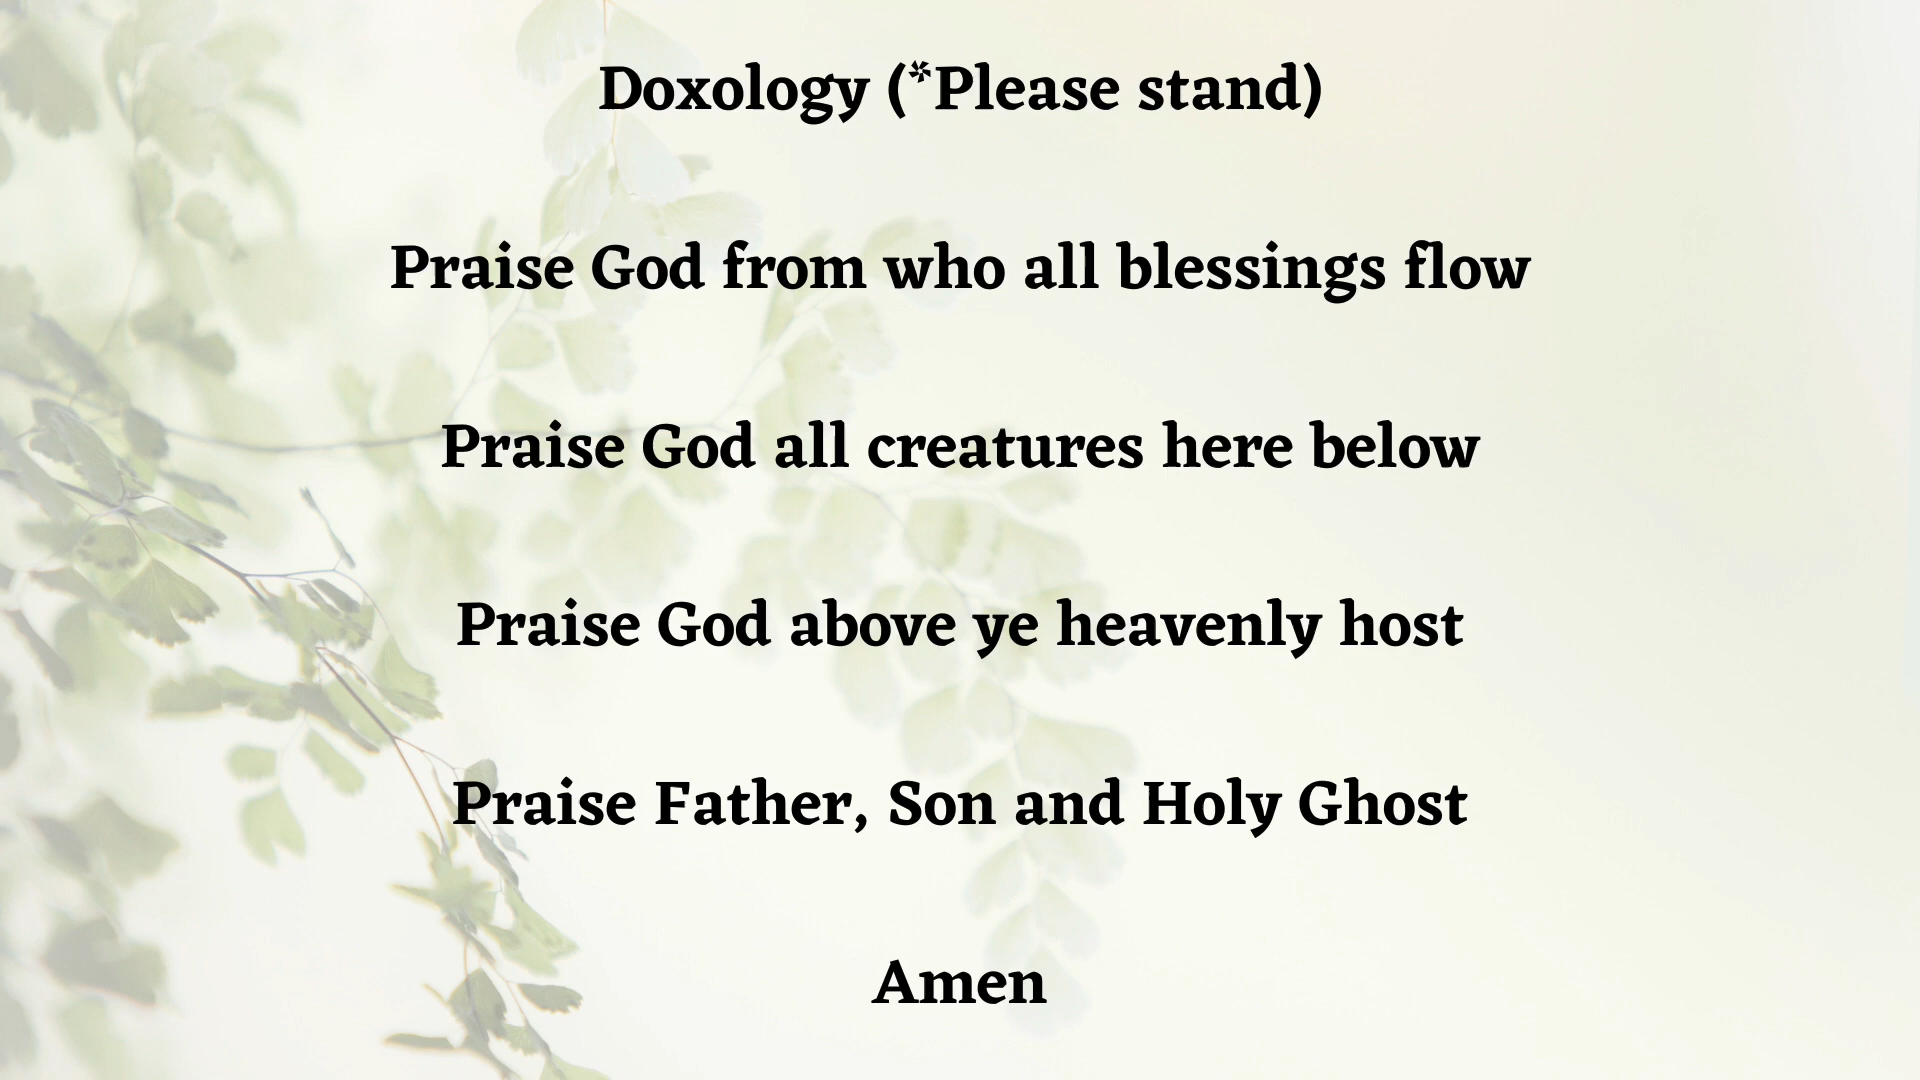 Doxology (*Please stand)
Praise God from who all blessings flow
Praise God all creatures here below
Praise God above ye heavenly host
Praise Father, Son and Holy Ghost
Amen